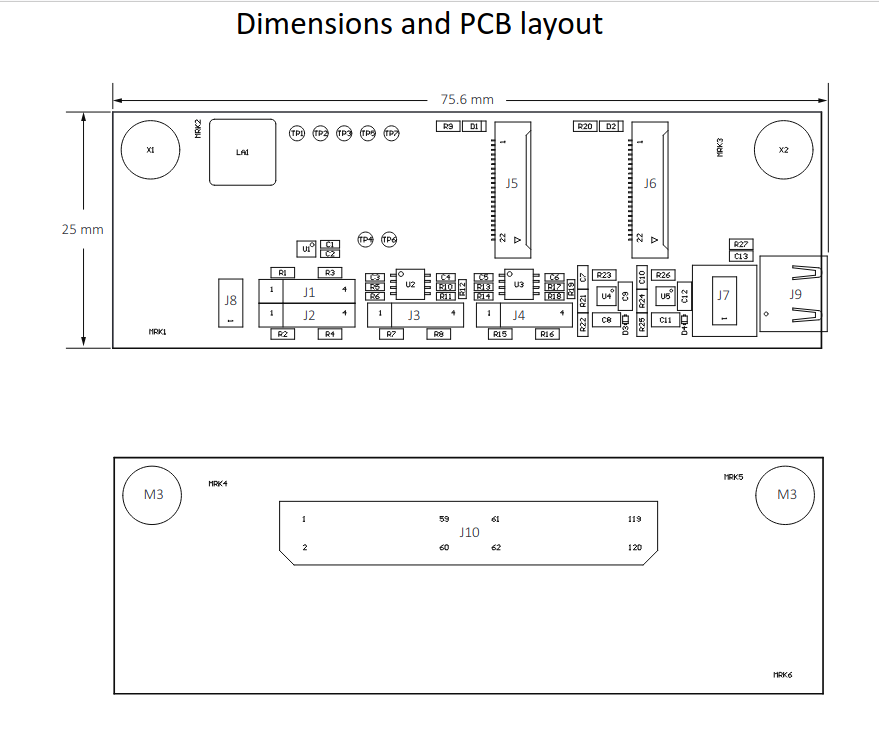 Dimensions and PCB layout
75.6 mm
25 mm
X1
MRK2
LA1
TP1 TP2 TP3 TP5 TP7
R9 D1
R20 D2
MRK3
X2
1
J5
22
1
J6
22
TP4 TP6
U1 C1
C2
R27
C13
R1 R3
C3
R5
R6
U2
C4
R10
R11
R12
C5
R13
R14
U3
C6
R17
R18
R19
C7
R21
R22
R23
U4
C9
C8
D3
C10
R24
R25
R26
U5
C12
C11
D4
J8
1
1 J1 4
1 J2 4
1 J3 4
1 J4 4
J7
1
J9
MRK1
R2 R4
R7 R8
R15 R16
M3
MRK4
MRK5
M3
1 59 61 119
J10
2 60 62 120
MRK6